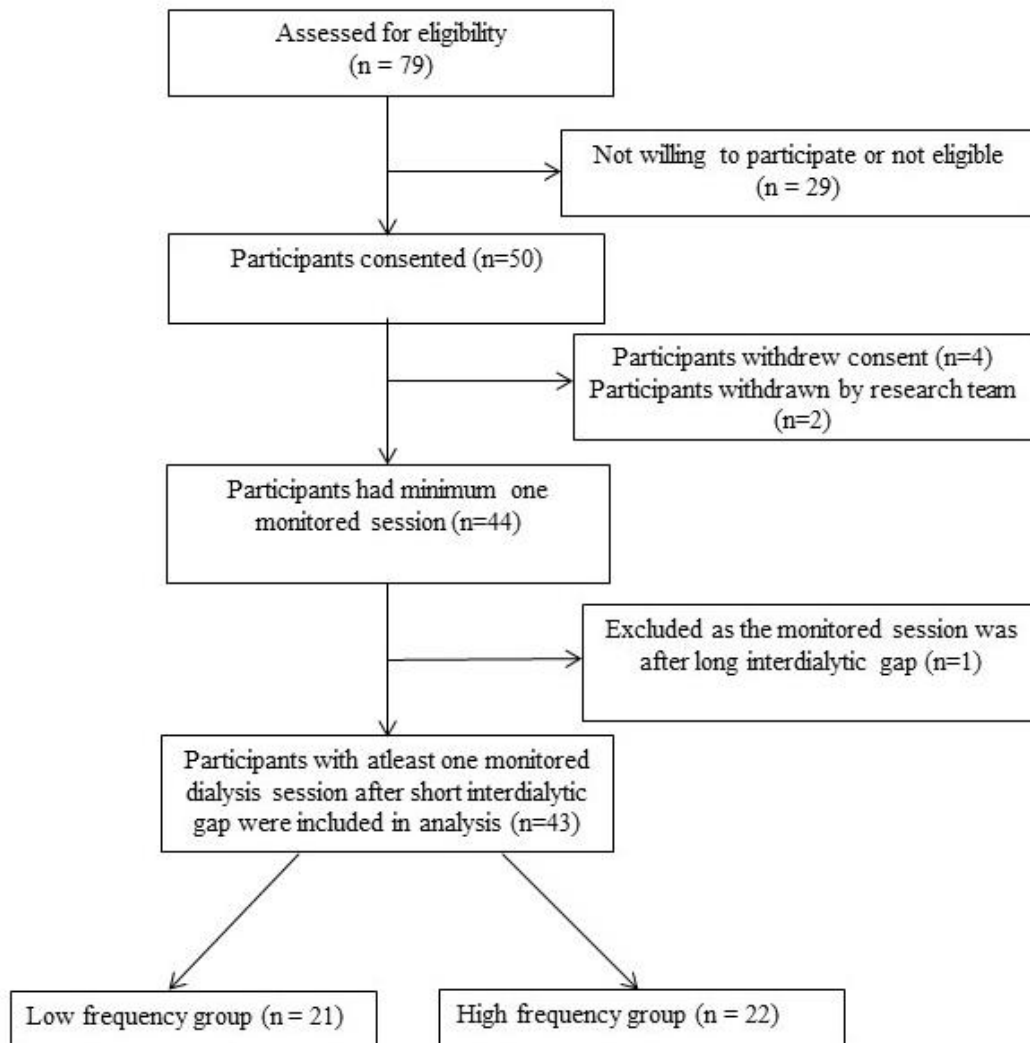 Assessed for eligibility
(n = 79)
Not willing to participate or not eligible
(n = 29)
Participants consented (n=50)
Participants withdrew consent (n=4)
Participants withdrawn by research team
(n=2)
Participants had minimum one
monitored session (n=44)
Excluded as the monitored session was
after long interdialytic gap (n=1)
Participants with atleast one monitored
dialysis session after short interdialytic
gap were included in analysis (n=43)
Low frequency group (n = 21)
High frequency group (n = 22)